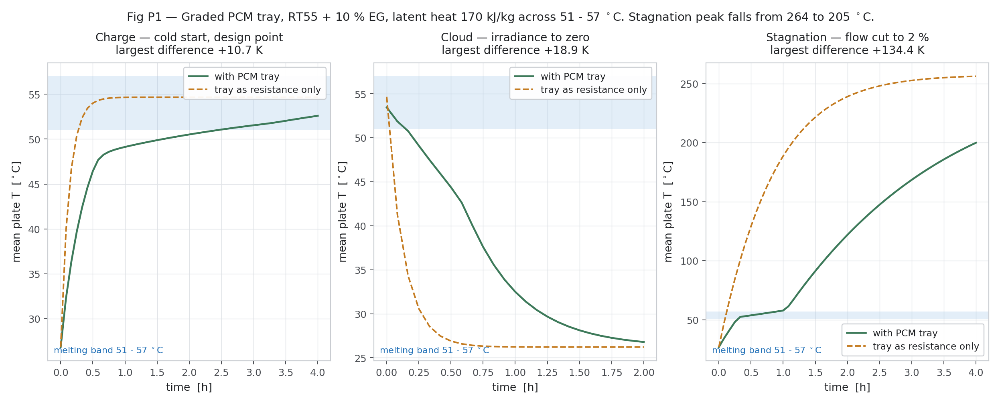 Fig P1 — Graded PCM tray, RT55 + 10 % EG, latent heat 170 kJ/kg across 51 - 57 °C. Stagnation peak falls from 264 to 205 °C.
Charge — cold start, design point
largest difference +10.7 K
with PCM tray
tray as resistance only
mean plate T [°C]
55
50
45
40
35
30
melting band 51 - 57 °C
0.0 0.5 1.0 1.5 2.0 2.5 3.0 3.5 4.0
time [h]
Cloud — irradiance to zero
largest difference +18.9 K
with PCM tray
tray as resistance only
mean plate T [°C]
55
50
45
40
35
30
25
melting band 51 - 57 °C
0.00 0.25 0.50 0.75 1.00 1.25 1.50 1.75 2.00
time [h]
Stagnation — flow cut to 2 %
largest difference +134.4 K
mean plate T [°C]
250
200
150
100
50
with PCM tray
tray as resistance only
melting band 51 - 57 °C
0.0 0.5 1.0 1.5 2.0 2.5 3.0 3.5 4.0
time [h]